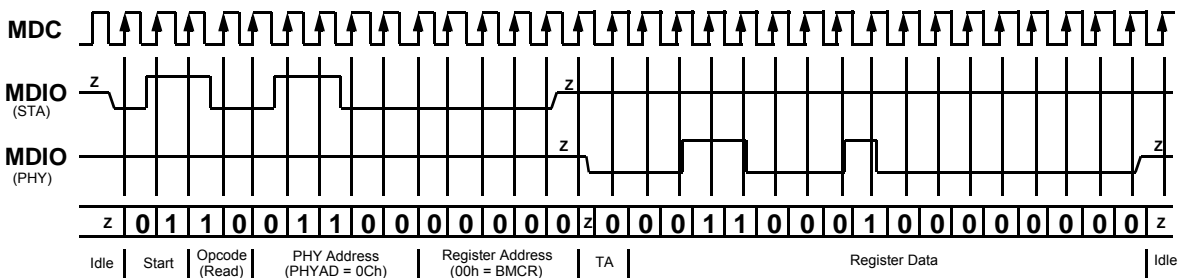 MDC
z
MDIO
(STA)
z
MDIO
(PHY)
z
z
z 0 1 1 0 0 1 1 0 0 0 0 0 0 0 z 0 0 0 1 1 0 0 0 1 0 0 0 0 0 0 0 0 z
Idle
Start
Opcode
(Read)
PHY Address
(PHYAD = 0Ch)
Register Address
(00h = BMCR)
TA
Register Data
Idle